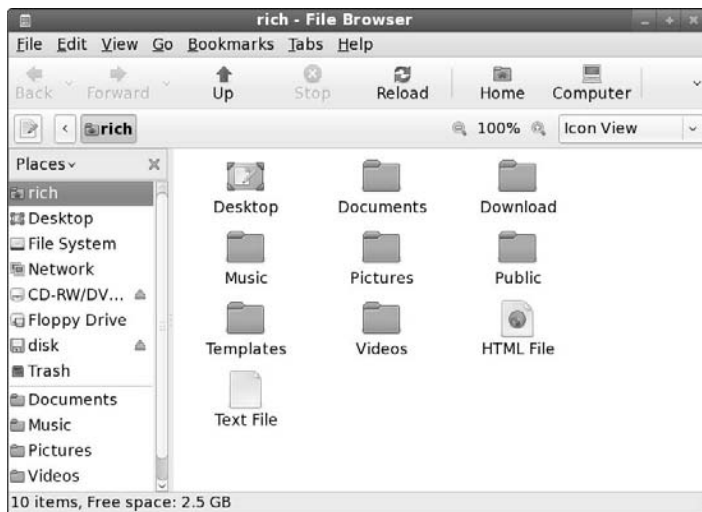 rich - File Browser
File Edit View Go Bookmarks Tabs Help
Back Forward Up Stop Reload Home Computer
rich 100% Icon View
Places
rich
Desktop
File System
Network
CD-RW/DV...
Floppy Drive
disk
Trash
Documents
Music
Pictures
Videos
Desktop Documents Download
Music Pictures Public
Templates Videos HTML File
Text File
10 items, Free space: 2.5 GB